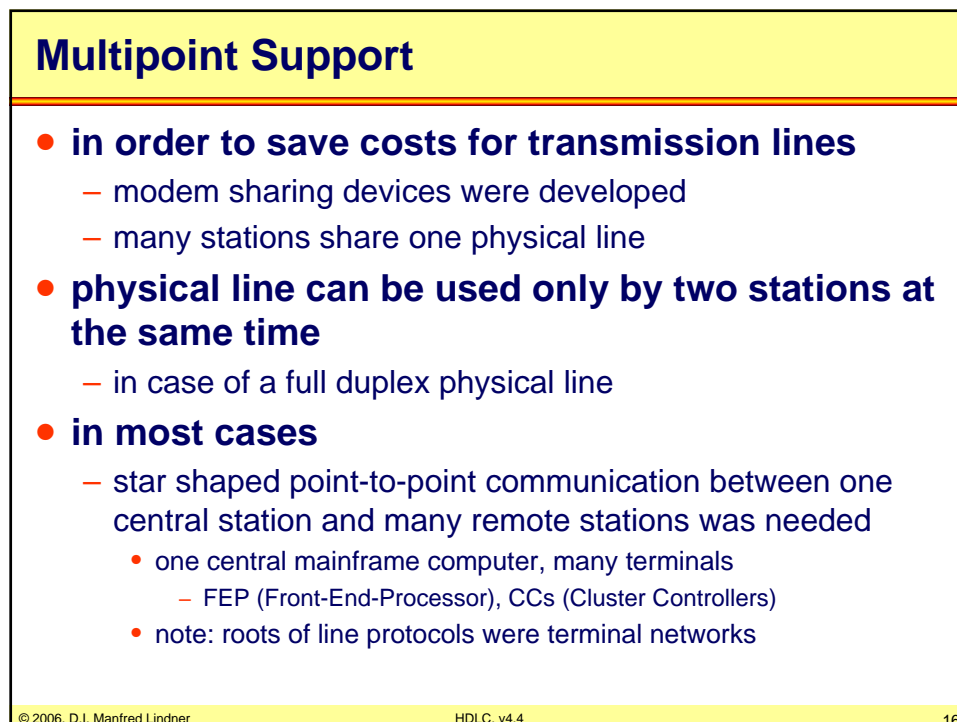 Multipoint Support
• in order to save costs for transmission lines
– modem sharing devices were developed
– many stations share one physical line
• physical line can be used only by two stations at
the same time
– in case of a full duplex physical line
• in most cases
– star shaped point-to-point communication between one
central station and many remote stations was needed
• one central mainframe computer, many terminals
– FEP (Front-End-Processor), CCs (Cluster Controllers)
• note: roots of line protocols were terminal networks
© 2006, D.I. Manfred Lindner
HDLC, v4.4
16